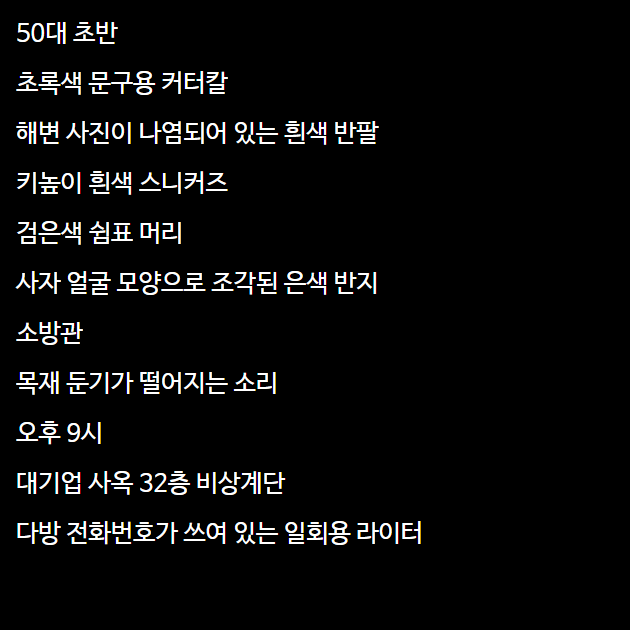 50대 초반
초록색 문구용 커터칼
해변 사진이 나염되어 있는 흰색 반팔
키높이 흰색 스니커즈
검은색 쉼표 머리
사자 얼굴 모양으로 조각된 은색 반지
소방관
목재 둔기가 떨어지는 소리
오후 9시
대기업 사옥 32층 비상계단
다방 전화번호가 쓰여 있는 일회용 라이터